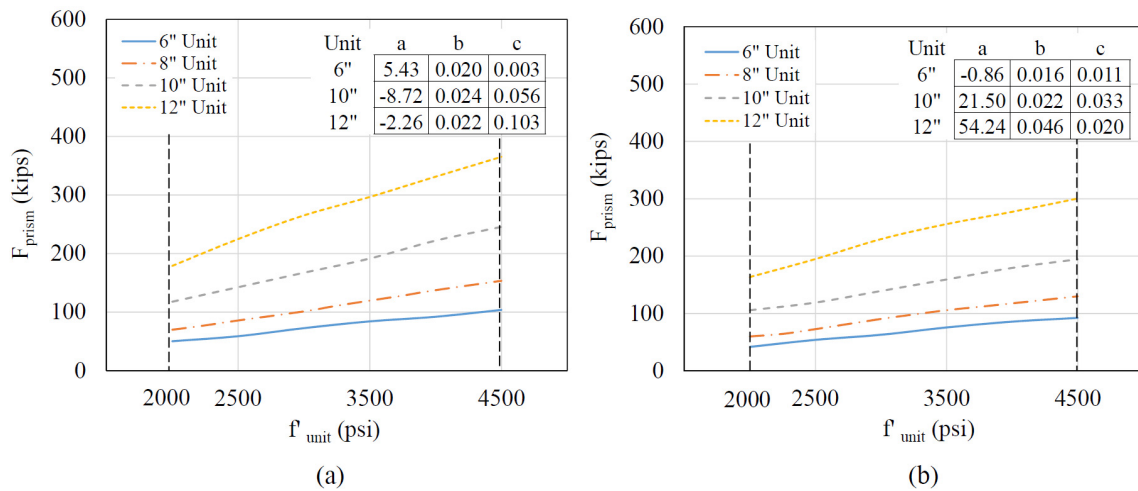 600
500
400
300
200
100
0
F_prism (kips)
6" Unit
8" Unit
10" Unit
12" Unit
Unit a b c
6" 5.43 0.020 0.003
10" -8.72 0.024 0.056
12" -2.26 0.022 0.103
2000 2500 3500 4500
f'_unit (psi)
(a)
600
500
400
300
200
100
0
F_prism (kips)
6" Unit
8" Unit
10" Unit
12" Unit
Unit a b c
6" -0.86 0.016 0.011
10" 21.50 0.022 0.033
12" 54.24 0.046 0.020
2000 2500 3500 4500
f'_unit (psi)
(b)